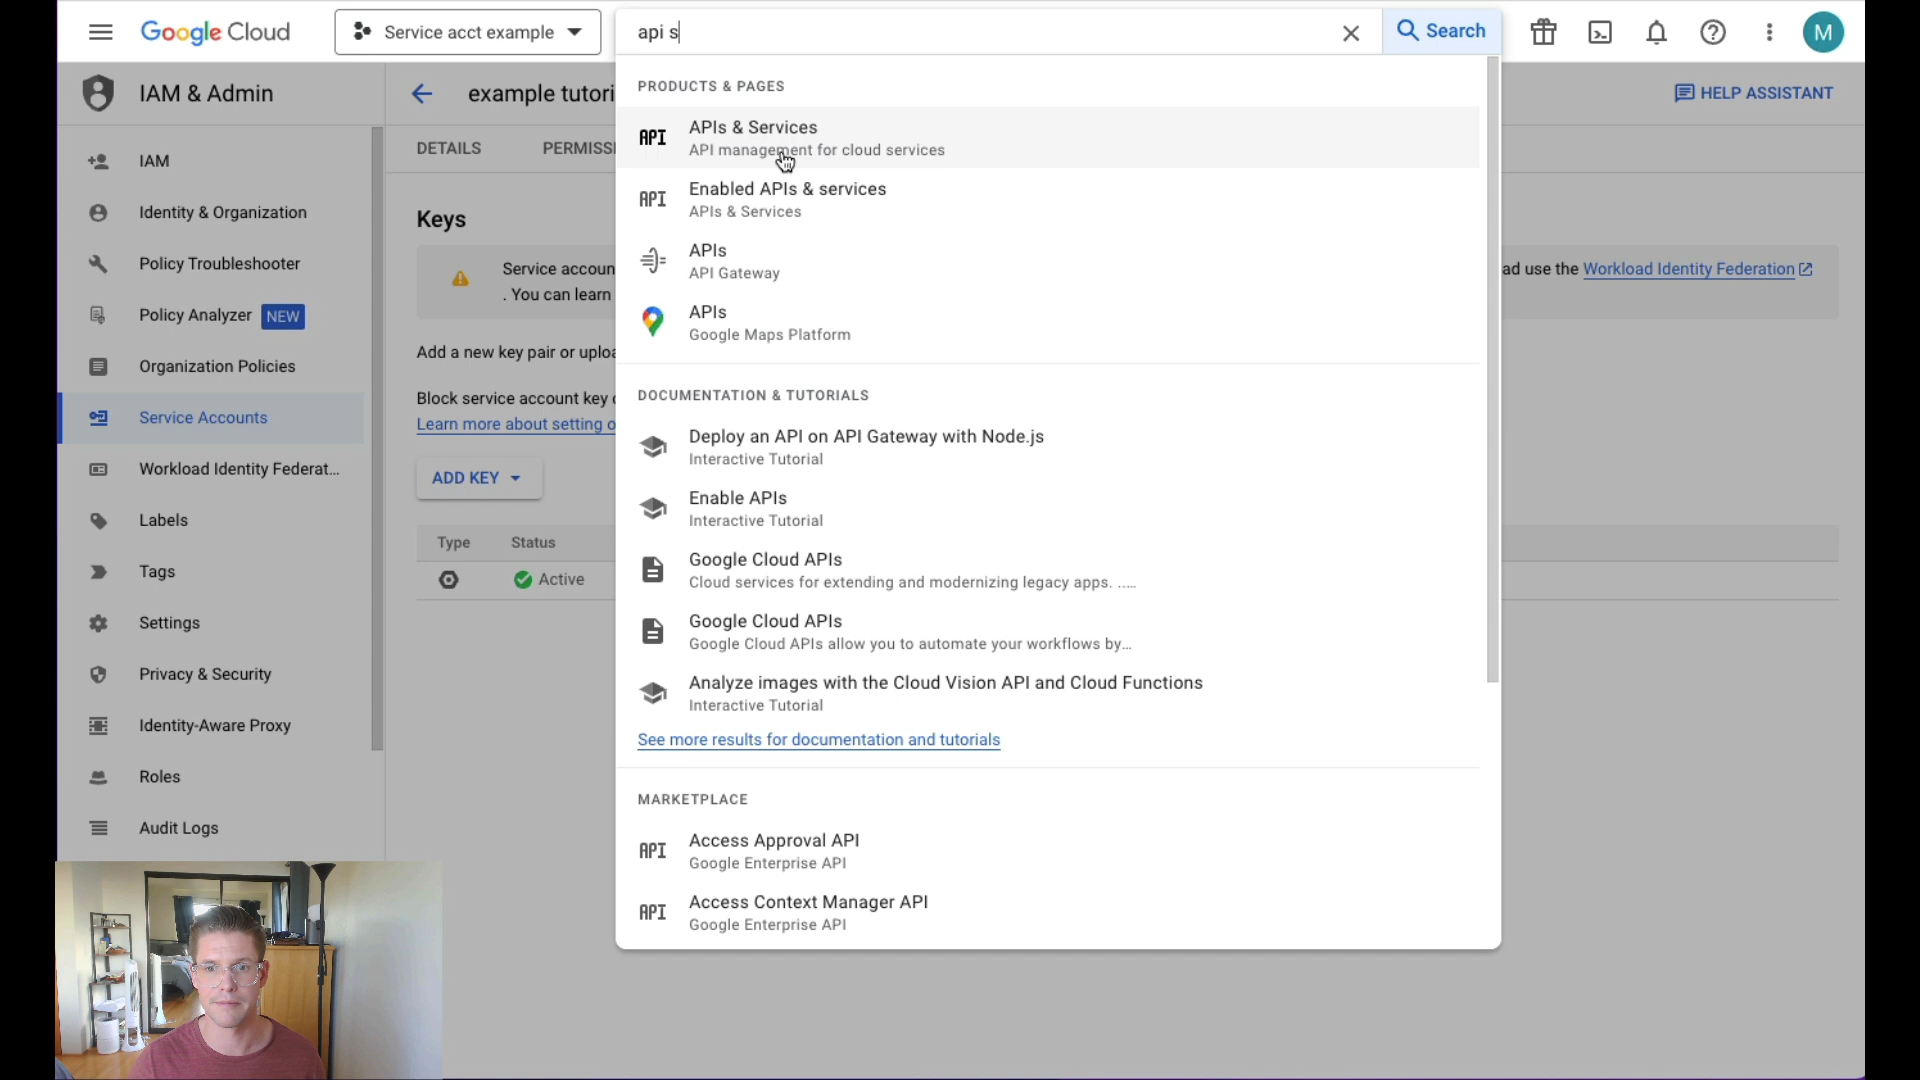 Google Cloud
Service acct example
api s
Search
M
IAM & Admin
IAM
Identity & Organization
Policy Troubleshooter
Policy Analyzer NEW
Organization Policies
Service Accounts
Workload Identity Federat...
Labels
Tags
Settings
Privacy & Security
Identity-Aware Proxy
Roles
Audit Logs
example tutori
HELP ASSISTANT
DETAILS PERMISS
Keys
Service accoun
ad use the Workload Identity Federation
. You can learn
Add a new key pair or uploa
Block service account key
Learn more about setting o
ADD KEY
Type Status
Active
PRODUCTS & PAGES
API APIs & Services
API management for cloud services
API Enabled APIs & services
APIs & Services
APIs
API Gateway
APIs
Google Maps Platform
DOCUMENTATION & TUTORIALS
Deploy an API on API Gateway with Node.js
Interactive Tutorial
Enable APIs
Interactive Tutorial
Google Cloud APIs
Cloud services for extending and modernizing legacy apps. .....
Google Cloud APIs
Google Cloud APIs allow you to automate your workflows by...
Analyze images with the Cloud Vision API and Cloud Functions
Interactive Tutorial
See more results for documentation and tutorials
MARKETPLACE
API Access Approval API
Google Enterprise API
API Access Context Manager API
Google Enterprise API